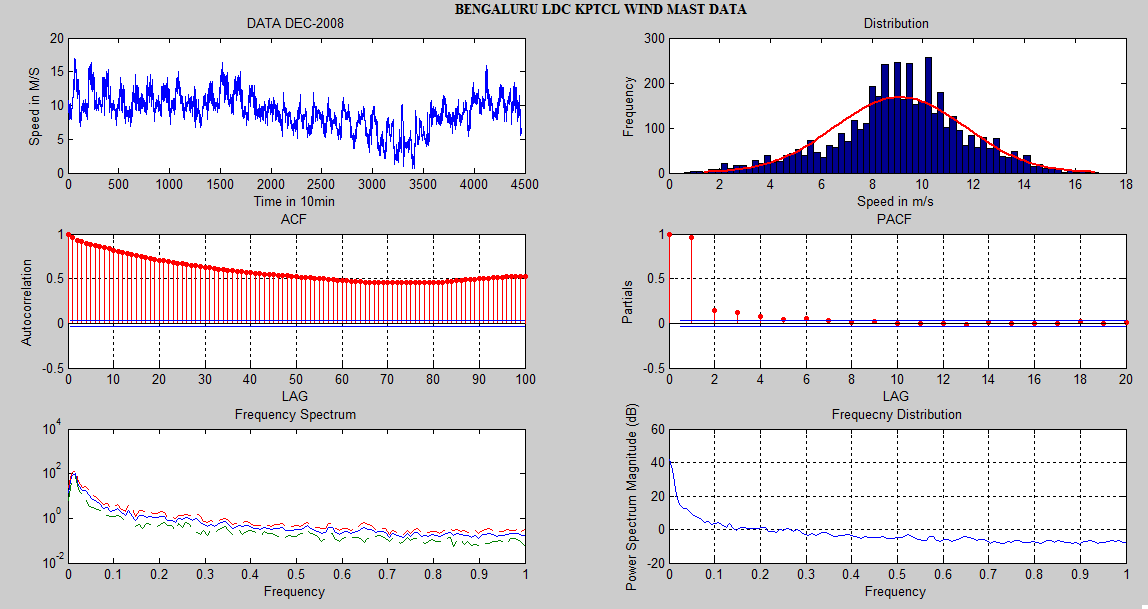 BENGALURU LDC KPTCL WIND MAST DATA
DATA DEC-2008
Speed in M/S
20
15
10
5
0
0 500 1000 1500 2000 2500 3000 3500 4000 4500
Time in 10min
Distribution
Frequency
300
200
100
0
0 2 4 6 8 10 12 14 16 18
Speed in m/s
ACF
Autocorrelation
1
0.5
0
-0.5
0 10 20 30 40 50 60 70 80 90 100
LAG
PACF
Partials
1
0.5
0
-0.5
0 2 4 6 8 10 12 14 16 18 20
LAG
Frequency Spectrum
10^4
10^2
10^0
10^-2
0 0.1 0.2 0.3 0.4 0.5 0.6 0.7 0.8 0.9 1
Frequency
Frequecny Distribution
Power Spectrum Magnitude (dB)
60
40
20
0
-20
0 0.1 0.2 0.3 0.4 0.5 0.6 0.7 0.8 0.9 1
Frequency